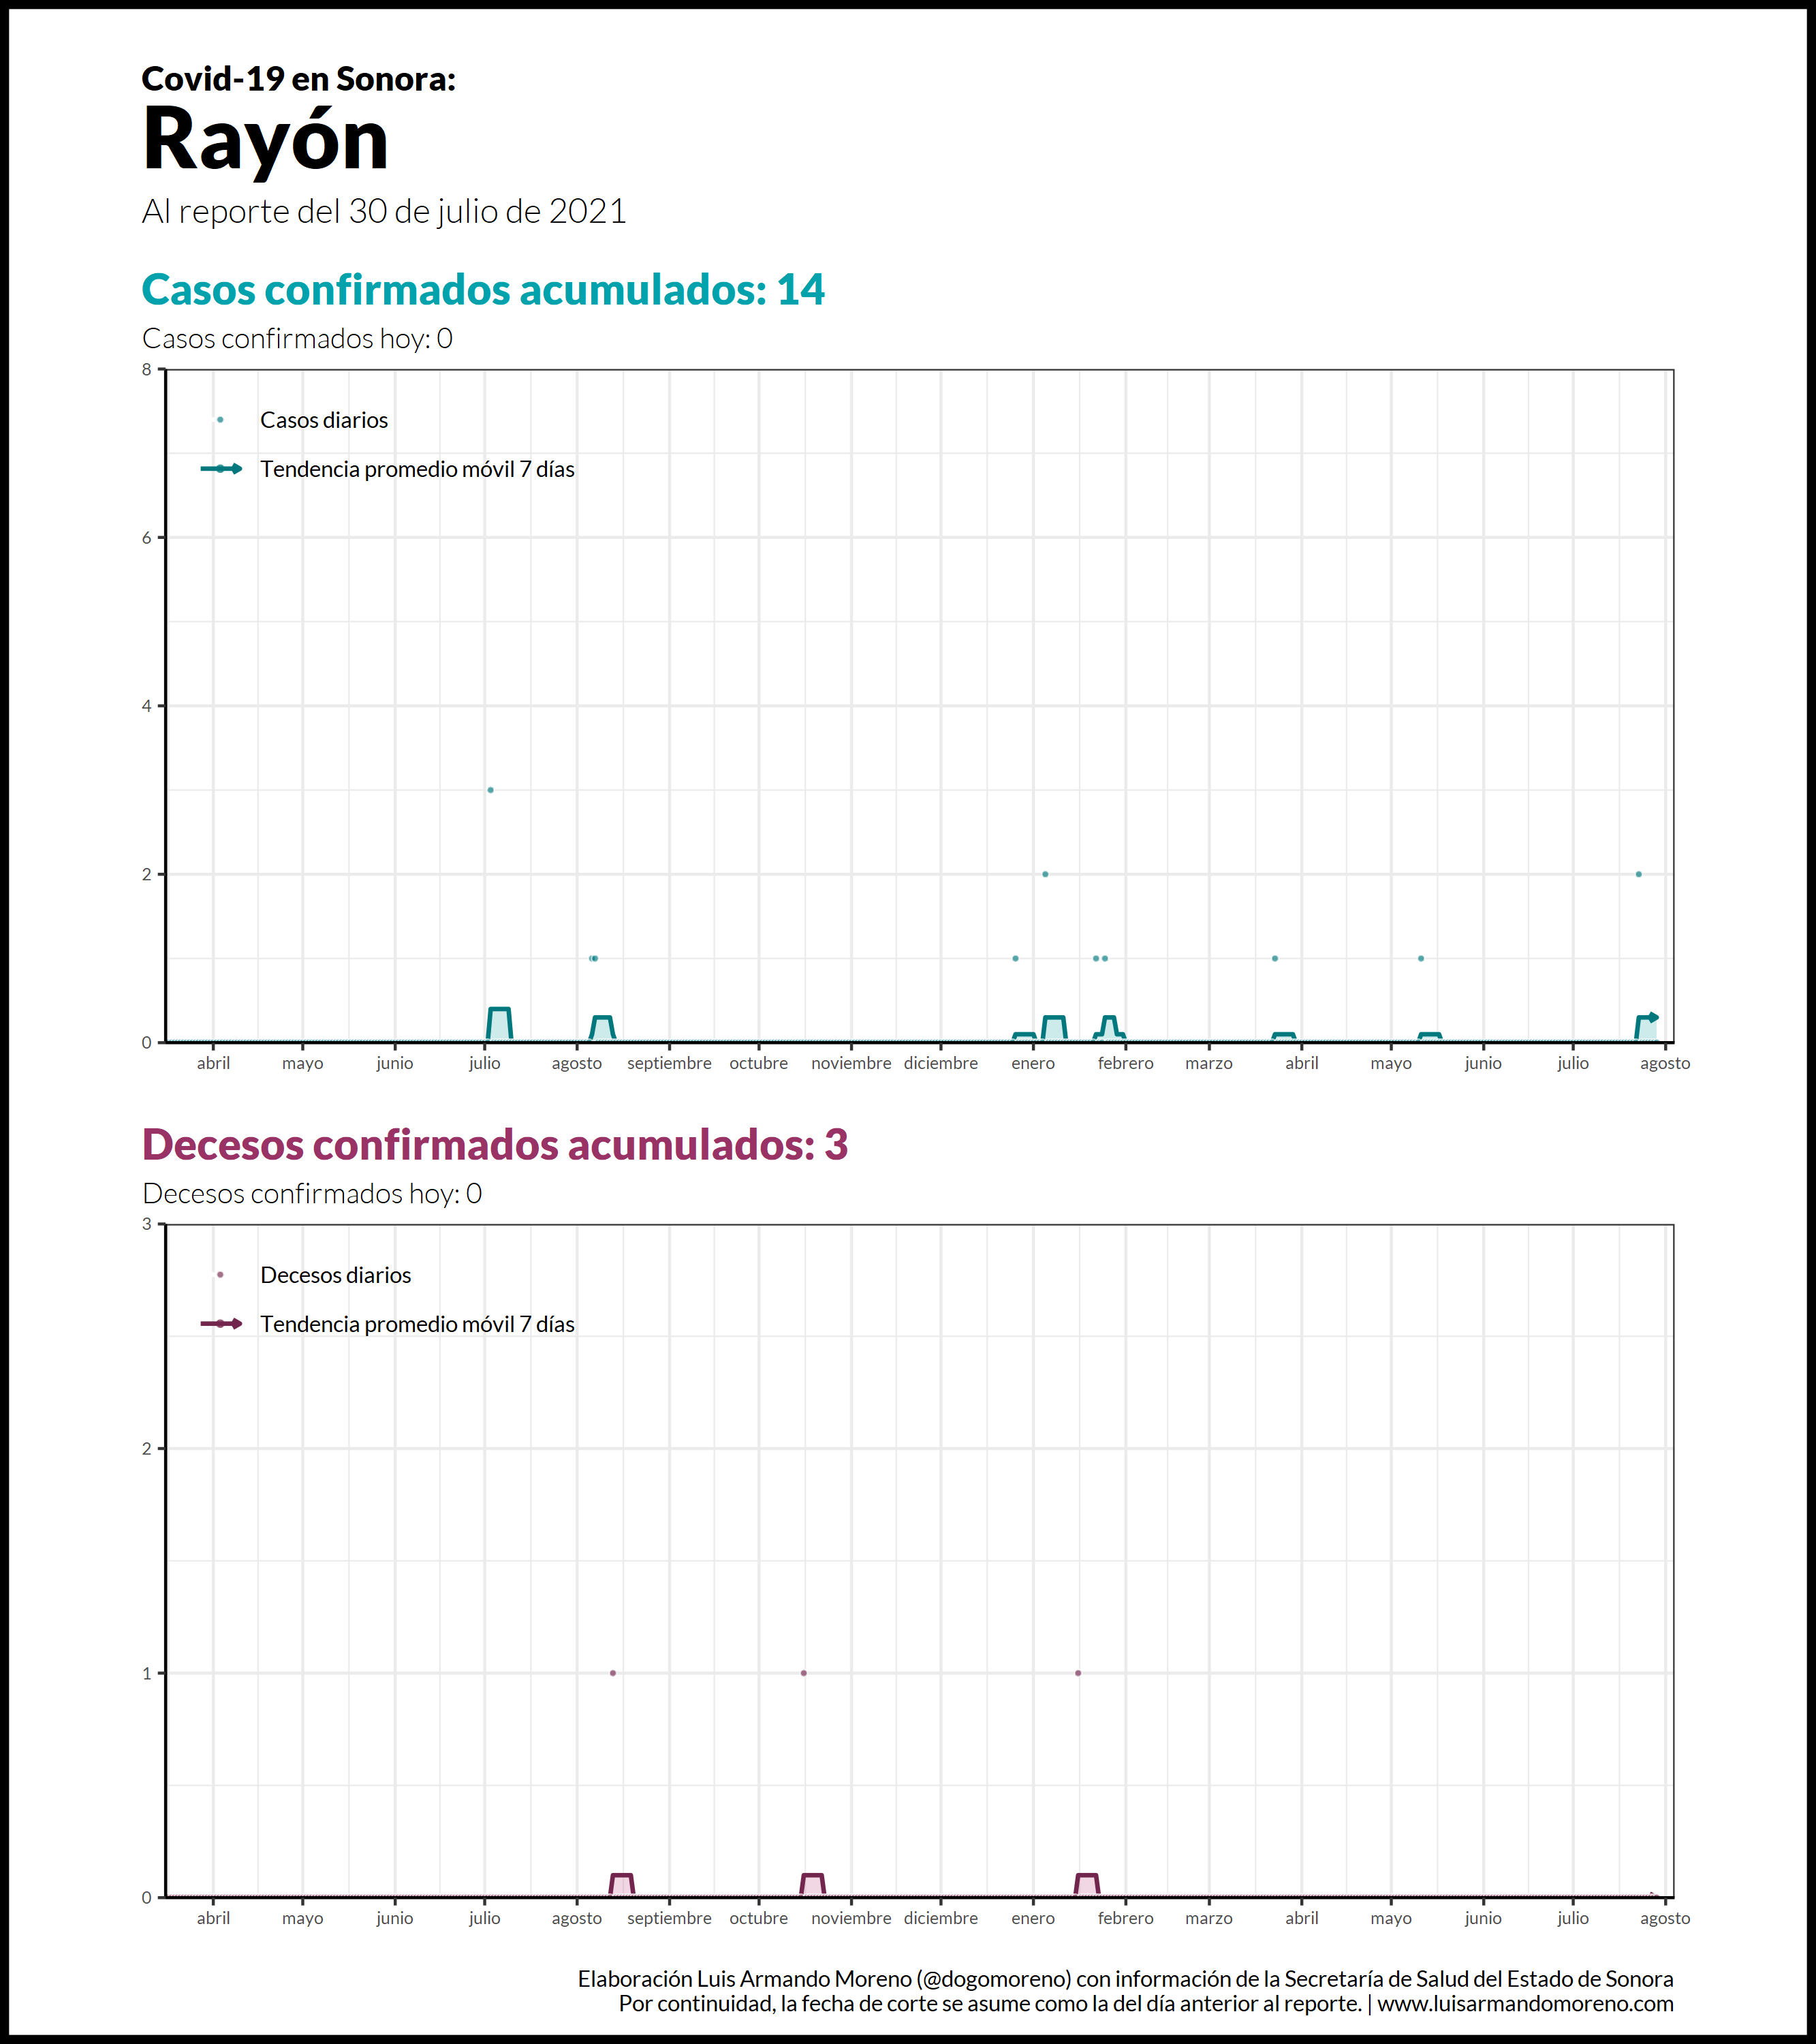 Covid-19 en Sonora:
Rayón
Al reporte del 30 de julio de 2021
Casos confirmados acumulados: 14
Casos confirmados hoy: 0
8
Casos diarios
Tendencia promedio móvil 7 días
6
4
2
0
abril mayo junio julio agosto septiembre octubre noviembre diciembre enero febrero marzo abril mayo junio julio agosto
Decesos confirmados acumulados: 3
Decesos confirmados hoy: 0
3
Decesos diarios
Tendencia promedio móvil 7 días
2
1
0
abril mayo junio julio agosto septiembre octubre noviembre diciembre enero febrero marzo abril mayo junio julio agosto
Elaboración Luis Armando Moreno (@dogomoreno) con información de la Secretaría de Salud del Estado de Sonora
Por continuidad, la fecha de corte se asume como la del día anterior al reporte. | www.luisarmandomoreno.com